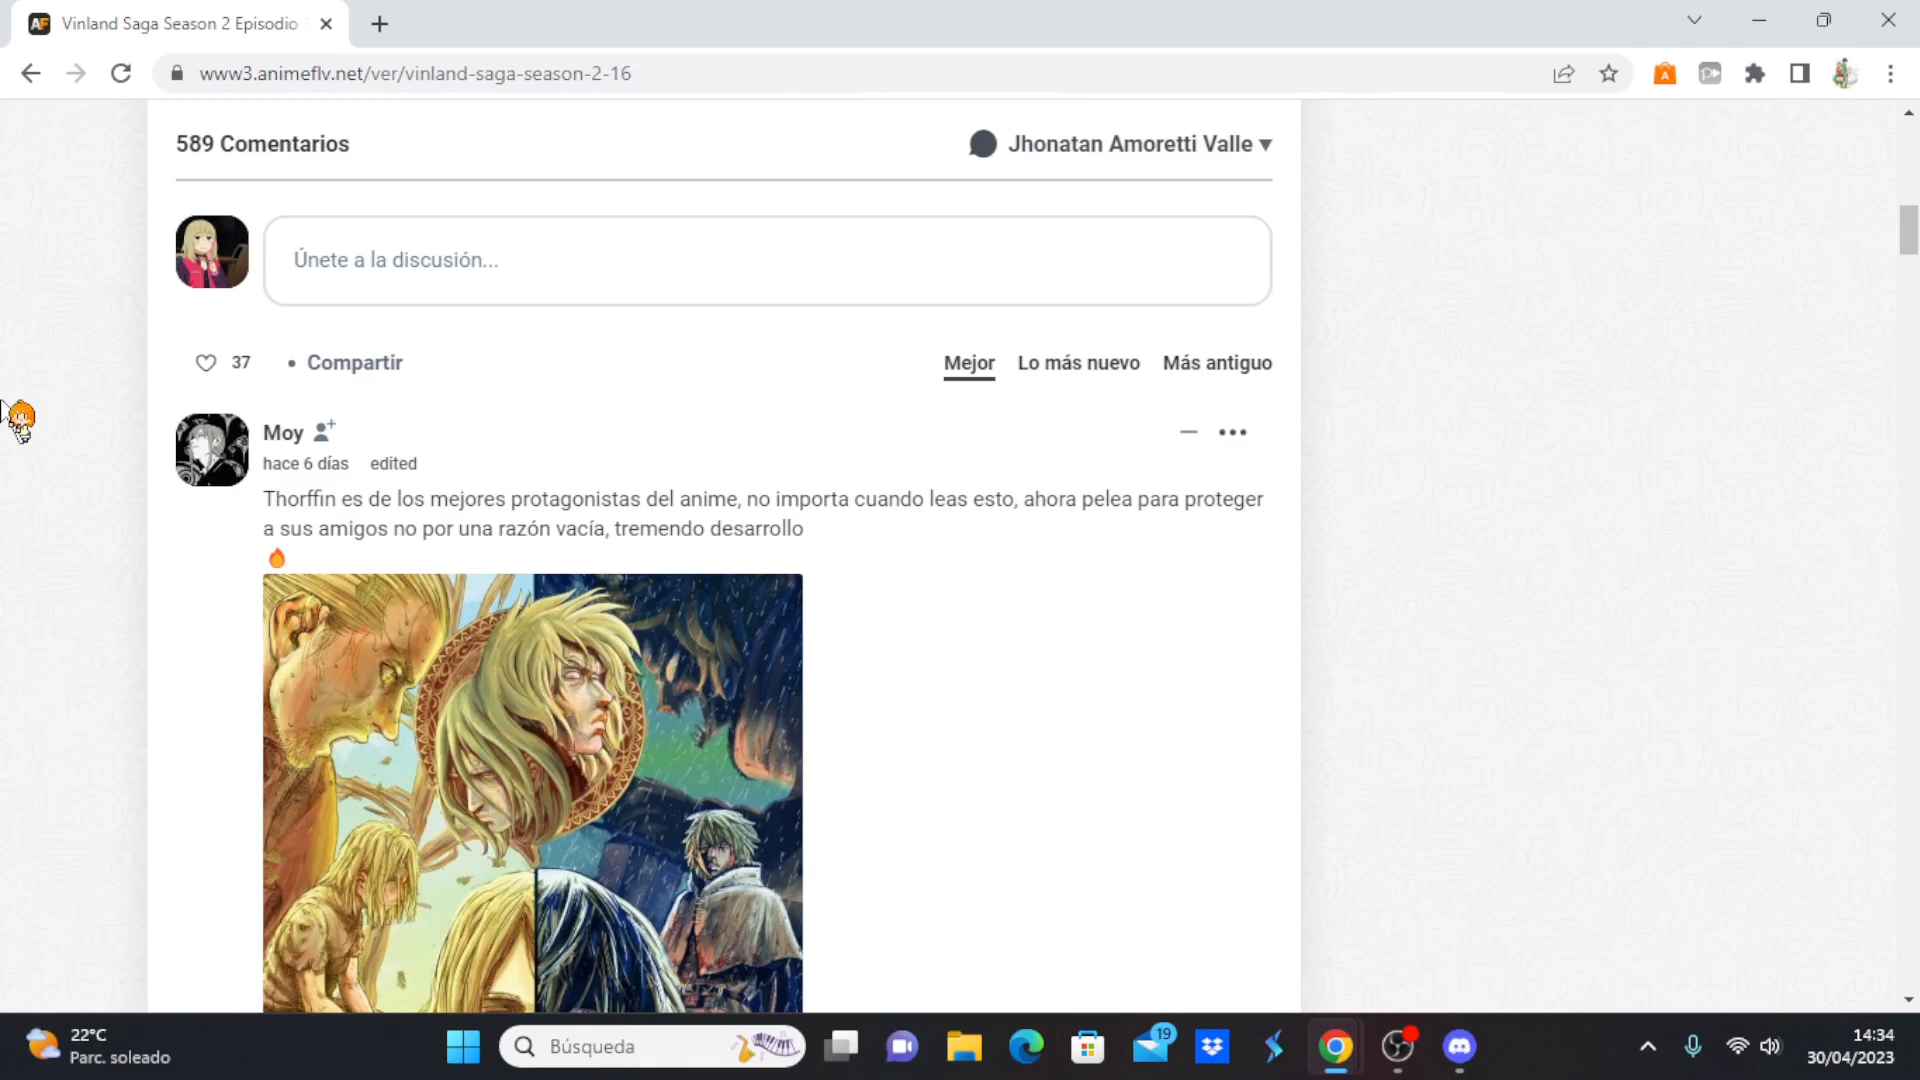 Vinland Saga Season 2 Episodio
www3.animeflv.net/ver/vinland-saga-season-2-16
589 Comentarios
Jhonatan Amoretti Valle
Únete a la discusión...
37 • Compartir
Mejor Lo más nuevo Más antiguo
Moy
hace 6 días edited
Thorffin es de los mejores protagonistas del anime, no importa cuando leas esto, ahora pelea para proteger
a sus amigos no por una razón vacía, tremendo desarrollo
22°C
Parc. soleado
Búsqueda
19
14:34
30/04/2023